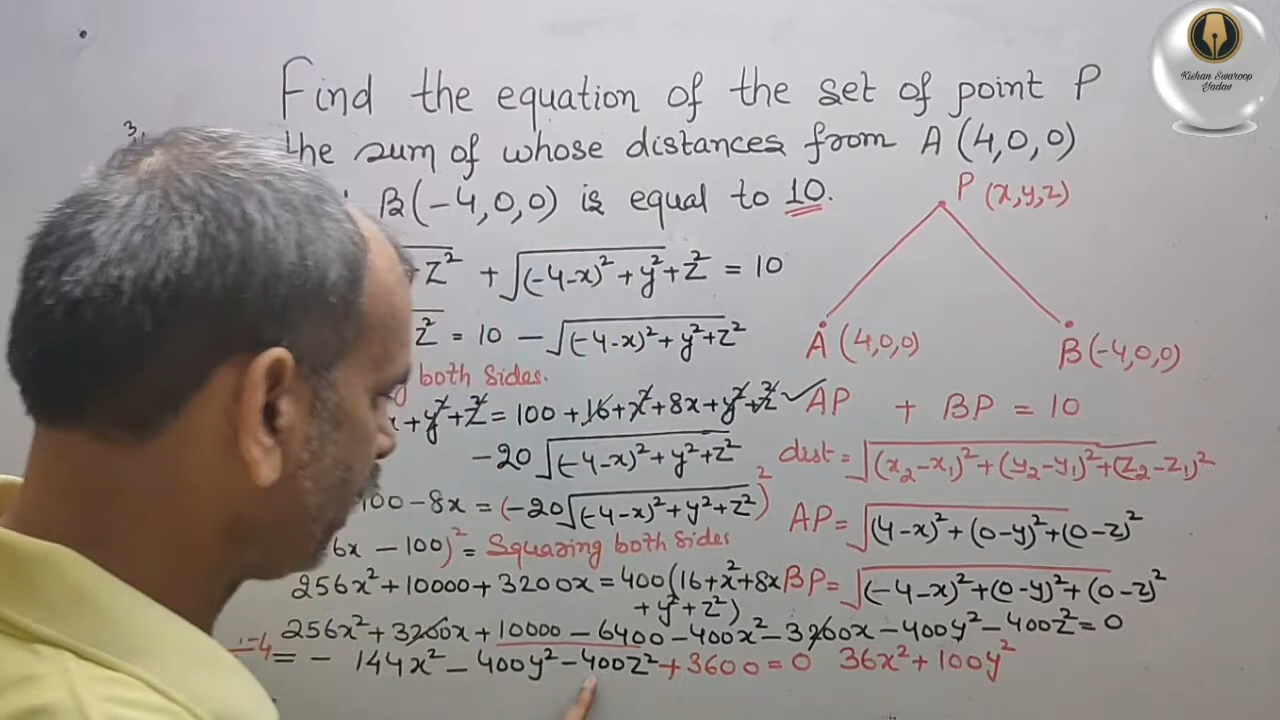 Kishan Swaroop
Yadav
Find the equation of the set of point P
the sum of whose distances from A (4,0,0)
B(-4,0,0) is equal to 10.
P (x,y,z)
Z² + √(-4-x)²+y²+z² = 10
z² = 10 - √(-4-x)²+y²+z²
A (4,0,0)
B(-4,0,0)
both sides.
x+y²+z² = 100+16+x²+8x+y²+z² ✓
AP + BP = 10
-20√(-4-x)²+y²+z²
dist = √(x₂-x₁)²+(y₂-y₁)²+(z₂-z₁)²
100-8x = (-20√(-4-x)²+y²+z²)²
AP = √(4-x)²+(0-y)²+(0-z)²
6x - 100)² = Squaring both sides
256x²+10000+3200x = 400(16+x²+8x
+y²+z²)
BP = √(-4-x)²+(0-y)²+(0-z)²
256x²+3200x+10000-6400-400x²-3200x-400y²-400z²=0
÷-4 = - 144x²-400y²-400z²+3600=0 36x²+100y²